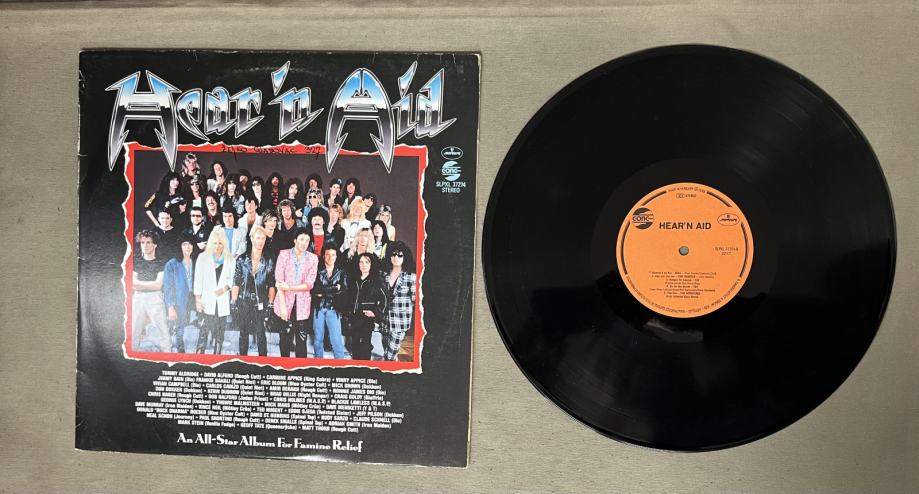 Hear 'n Aid
MERCURY
GONG
SLPXL 37214
STEREO
TOMMY ALDRIDGE • DAVID ALFORD (Rough Cutt) • CARMINE APPICE (King Kobra) • VINNY APPICE (Dio)
JIMMY BAIN (Dio) FRANKIE BANALI (Quiet Riot) • ERIC BLOOM (Blue Oyster Cult) • MICK BROWN (Dokken)
VIVIAN CAMPBELL (Dio) • CARLOS CAVAZO (Quiet Riot) • AMIR DERAKH (Rough Cutt) • RONNIE JAMES DIO (Dio)
DON DOKKEN (Dokken) • KEVIN DUBROW (Quiet Riot) • BRAD GILLIS (Night Ranger) • CRAIG GOLDY (Giuffria)
CHRIS HAGER (Rough Cutt) • ROB HALFORD (Judas Priest) • CHRIS HOLMES (W.A.S.P.) • BLACKIE LAWLESS (W.A.S.P.)
GEORGE LYNCH (Dokken) • YNGWIE MALMSTEEN • MICK MARS (Mötley Crüe) • DAVE MENIKETTI (Y & T)
DAVE MURRAY (Iron Maiden) • VINCE NEIL (Mötley Crüe) • TED NUGENT • EDDIE OJEDA (Twisted Sister) • JEFF PILSON (Dokken)
DONALD "BUCK DHARMA" ROESER (Blue Oyster Cult) • DAVID ST. HUBBINS (Spinal Tap) • RUDY SARZO • CLAUDE SCHNELL (Dio)
NEAL SCHON (Journey) • PAUL SHORTINO (Rough Cutt) • DEREK SMALLS (Spinal Tap) • ADRIAN SMITH (Iron Maiden)
MARK STEIN (Vanilla Fudge) • GEOFF TATE (Queensrÿche) • MATT THORR (Rough Cutt)
An All-Star Album For Famine Relief
GONG
HEAR'N AID
STEREO
SLPXL 37214-B